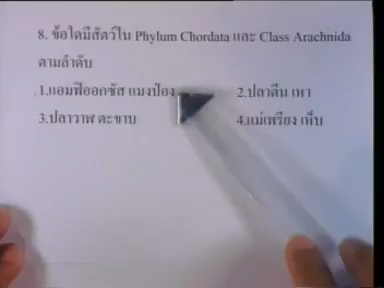 8. ข้อใดมีสัตว์ใน Phylum Chordata และ Class Arachnida
ตามลำดับ
1.แอมฟิออกซัส แมงป่อง 2.ปลาตีน เหา
3.ปลาวาฬ ตะขาบ 4.แม่เพรียง เห็บ